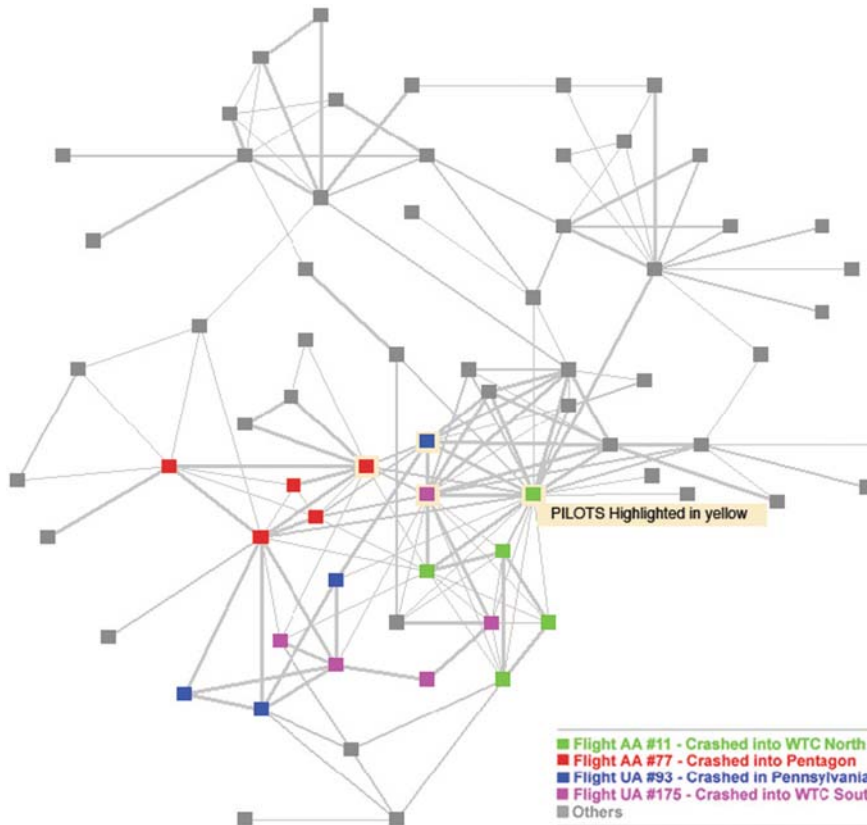 PILOTS Highlighted in yellow
Flight AA #11 - Crashed into WTC North
Flight AA #77 - Crashed into Pentagon
Flight UA #93 - Crashed in Pennsylvania
Flight UA #175 - Crashed into WTC South
Others